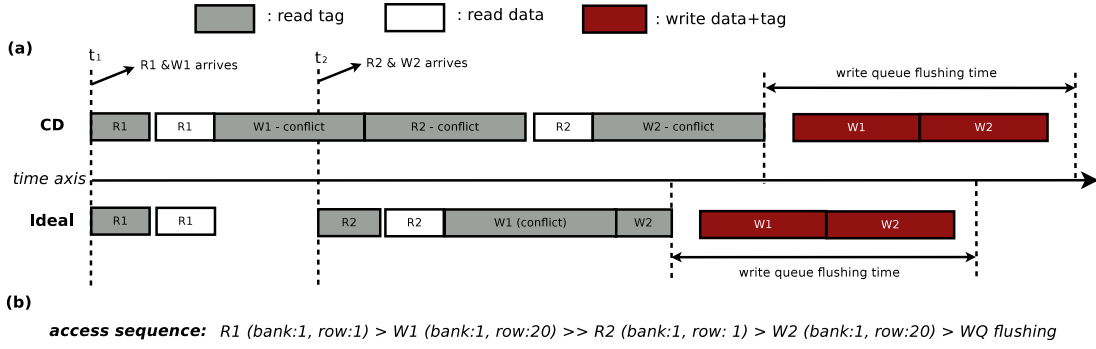 : read tag : read data : write data+tag
(a)
t1 R1 &W1 arrives t2 R2 & W2 arrives write queue flushing time
CD R1 R1 W1 - conflict R2 - conflict R2 W2 - conflict W1 W2
time axis
Ideal R1 R1 R2 R2 W1 (conflict) W2 W1 W2
write queue flushing time
(b)
access sequence: R1 (bank:1, row:1) > W1 (bank:1, row:20) >> R2 (bank:1, row: 1) > W2 (bank:1, row:20) > WQ flushing